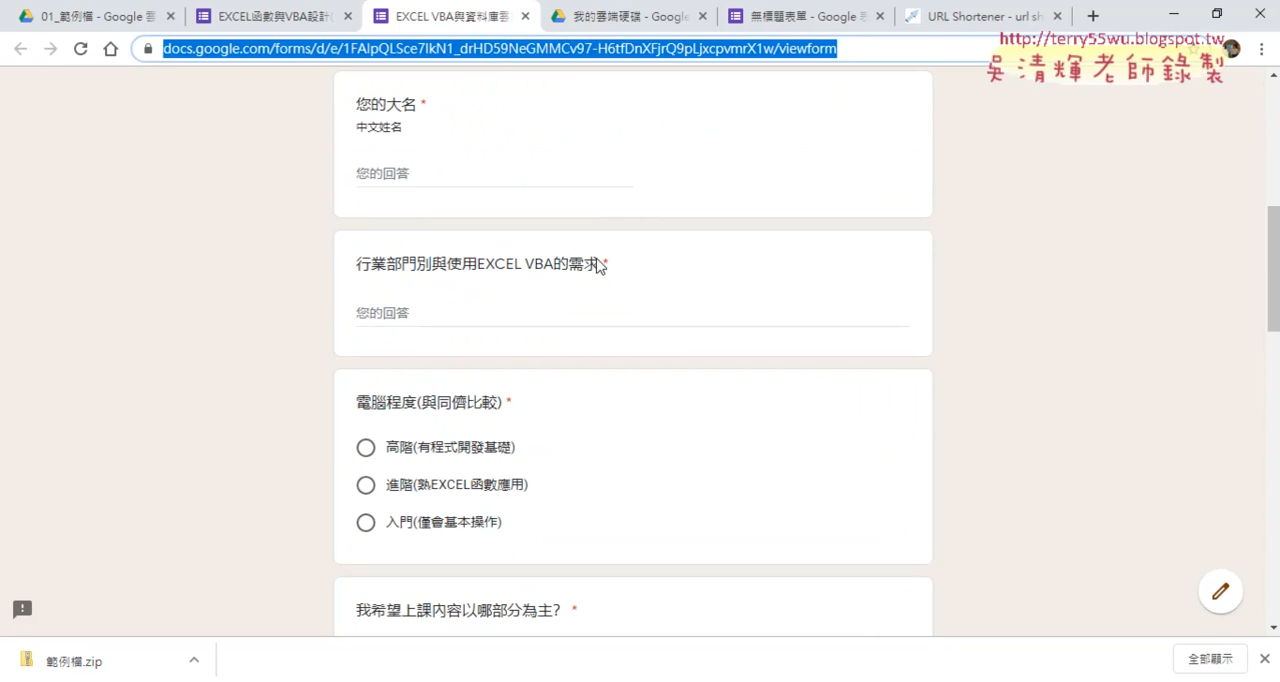 01_範例檔 - Google 雲
EXCEL函數與VBA設計(
EXCEL VBA與資料庫雲
我的雲端硬碟 - Google
無標題表單 - Google 表
URL Shortener - url sh
docs.google.com/forms/d/e/1FAIpQLSce7IkN1_drHD59NeGMMCv97-H6tfDnXFjrQ9pLjxcpvmrX1w/viewform
http://terry55wu.blogspot.tw
吳清輝老師錄製
您的大名 *
中文姓名
您的回答
行業部門別與使用EXCEL VBA的需求 *
您的回答
電腦程度(與同儕比較) *
高階(有程式開發基礎)
進階(熟EXCEL函數應用)
入門(僅會基本操作)
我希望上課內容以哪部分為主? *
範例檔.zip
全部顯示